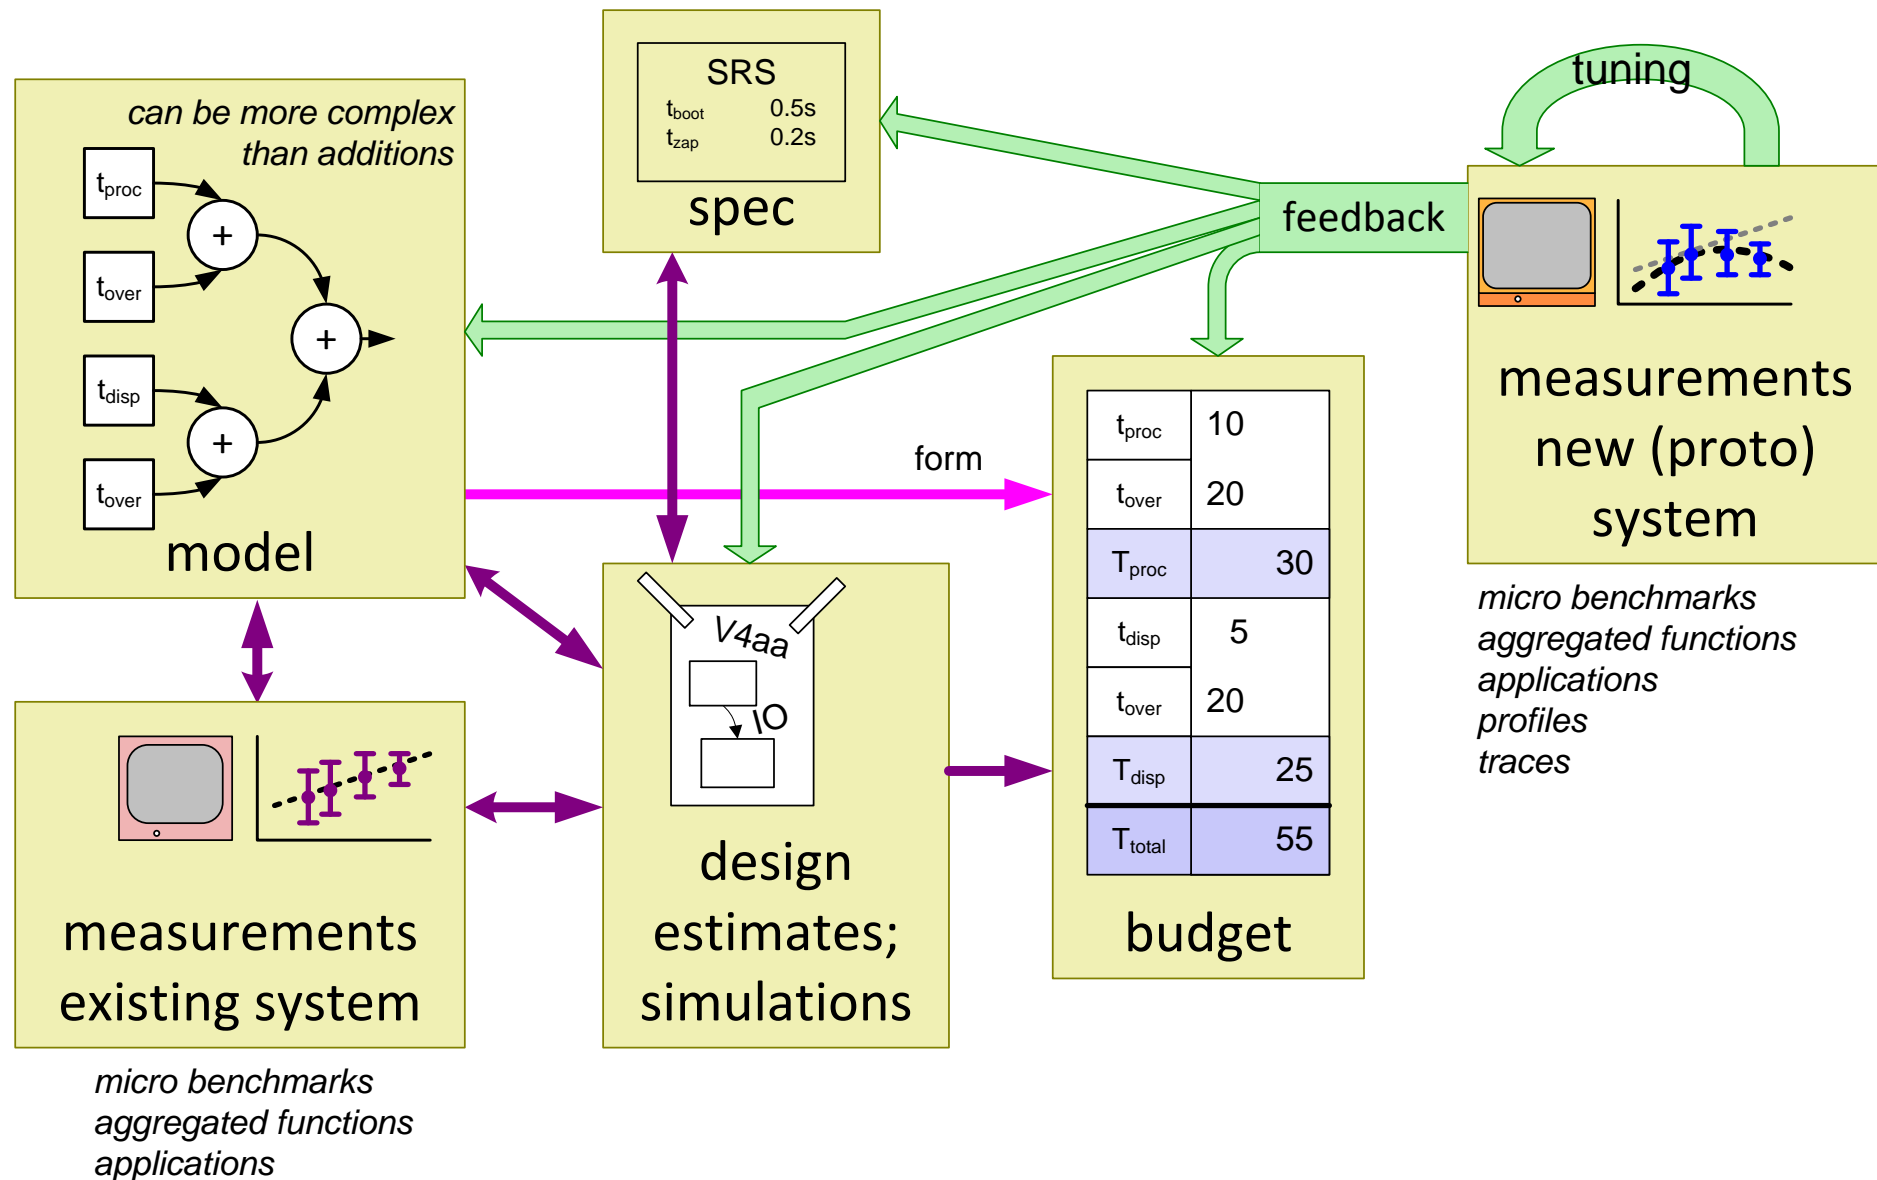 can be more complex
than additions
tproc
tover
tdisp
tover
+
+
+
model
SRS
tboot 0.5s
tzap 0.2s
spec
tuning
feedback
measurements
new (proto)
system
micro benchmarks
aggregated functions
applications
profiles
traces
form
tproc 10
tover 20
Tproc 30
tdisp 5
tover 20
Tdisp 25
Ttotal 55
budget
V4aa
IO
design
estimates;
simulations
measurements
existing system
micro benchmarks
aggregated functions
applications